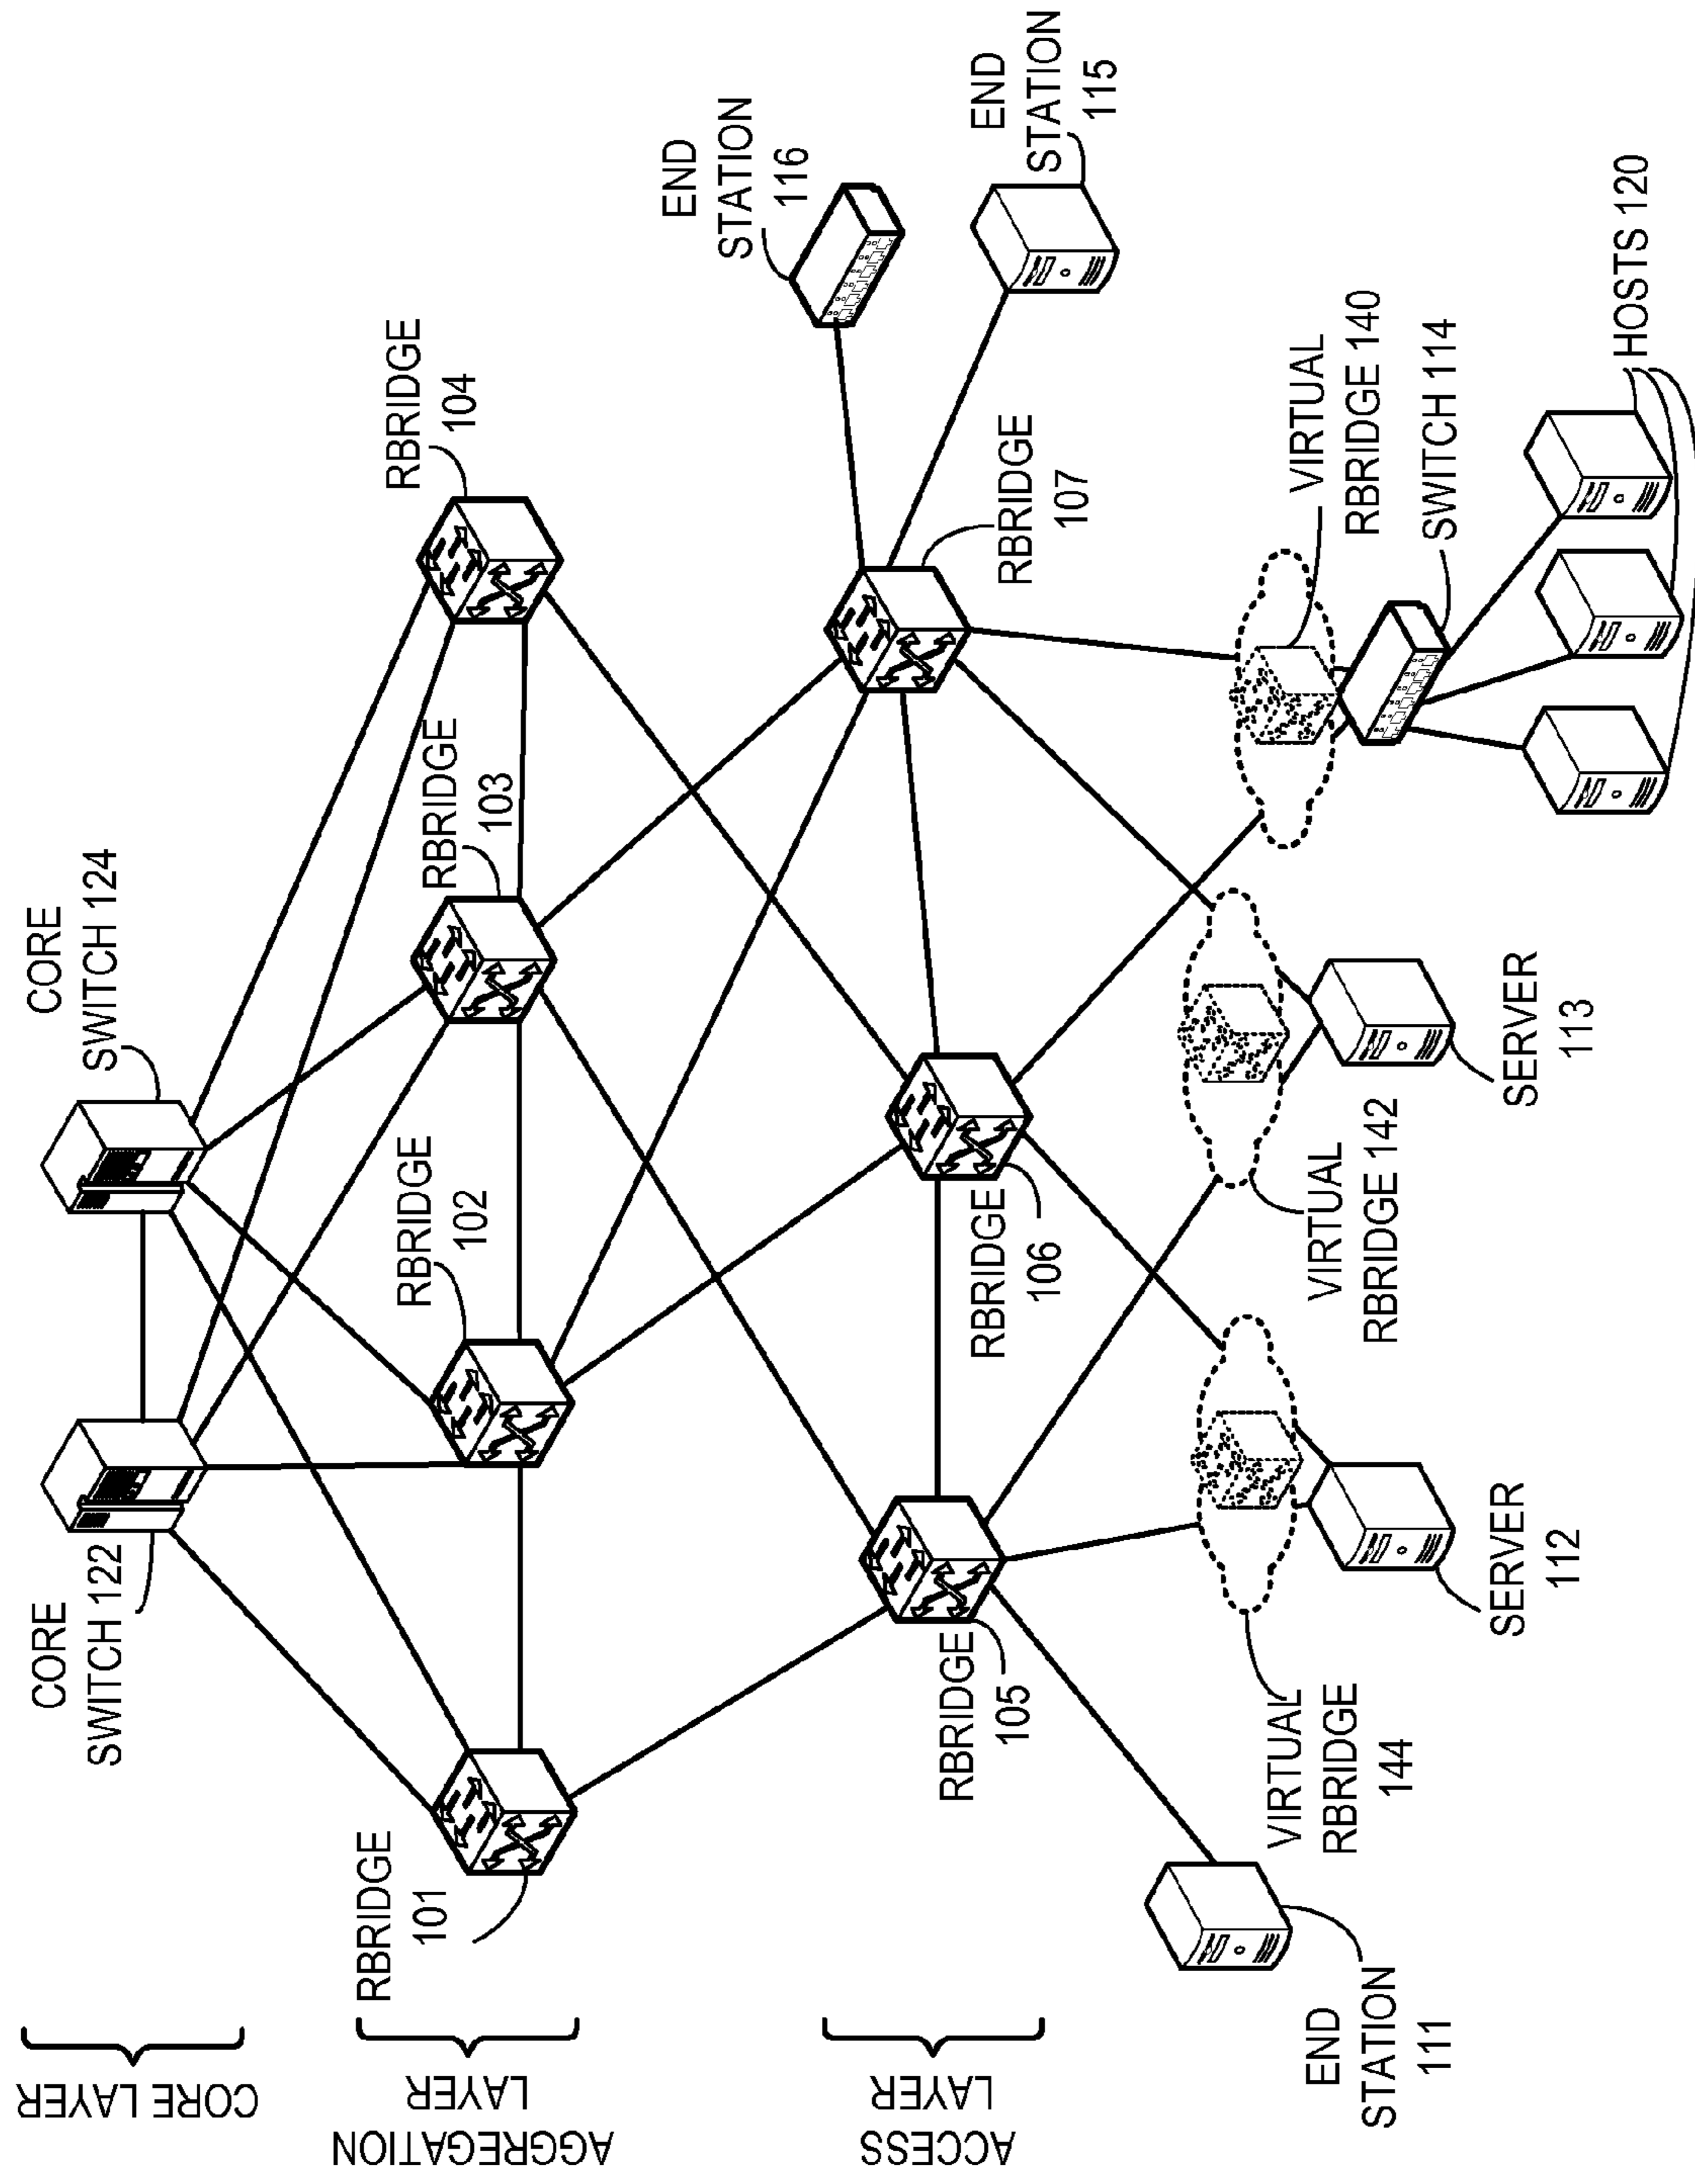 CORE LAYER
AGGREGATION
LAYER
ACCESS
LAYER
CORE
SWITCH 122
CORE
SWITCH 124
RBRIDGE
101
RBRIDGE
102
RBRIDGE
103
RBRIDGE
104
RBRIDGE
105
RBRIDGE
106
RBRIDGE
107
END
STATION
116
END
STATION
115
END
STATION
111
VIRTUAL
RBRIDGE
144
SERVER
112
VIRTUAL
RBRIDGE 142
SERVER
113
VIRTUAL
RBRIDGE 140
SWITCH 114
HOSTS 120